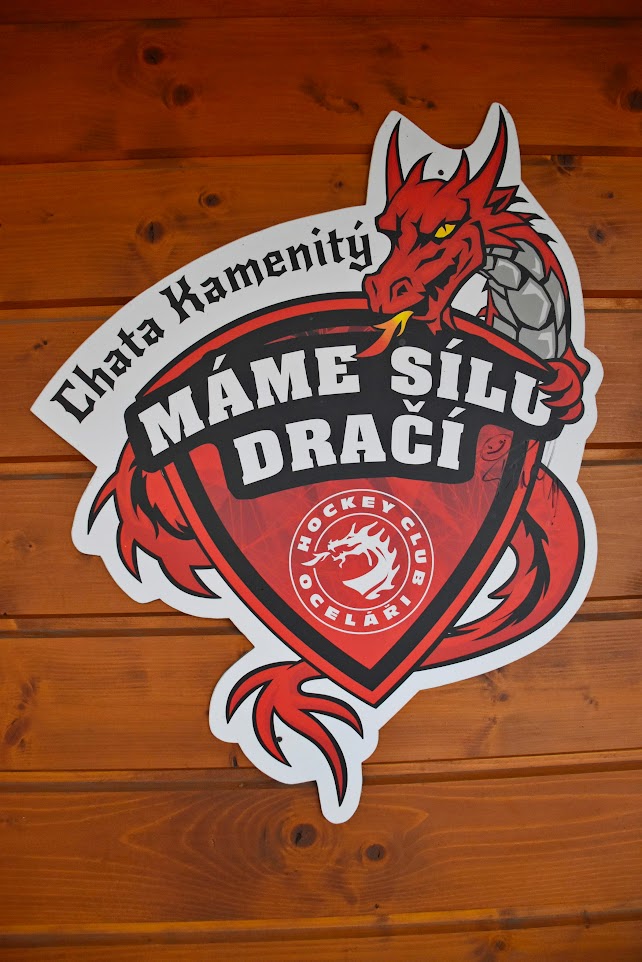 Chata Kamenitý
MÁME SÍLU
DRAČÍ
HOCKEY CLUB
OCELÁŘI